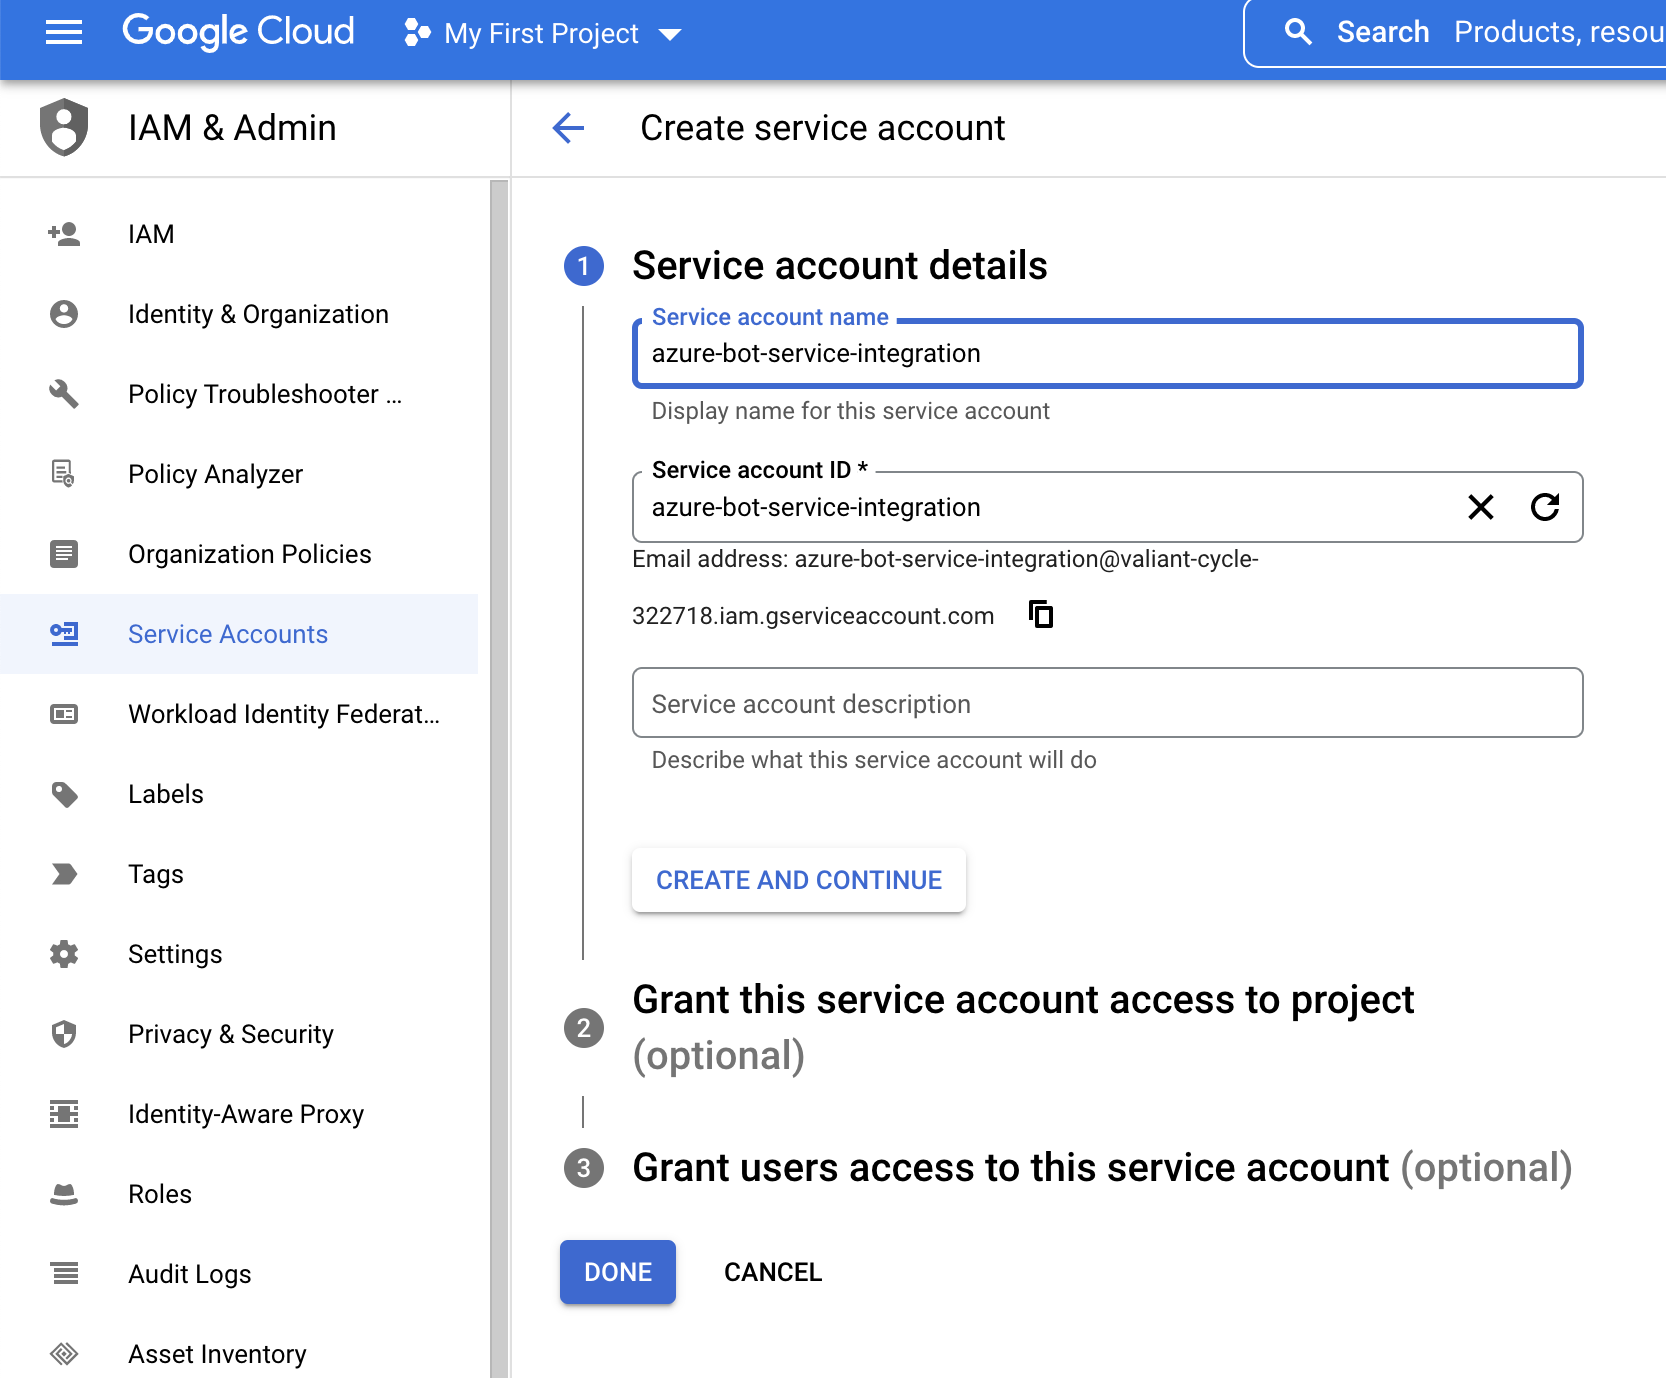 Google Cloud
My First Project
Search Products, resou
IAM & Admin
Create service account
IAM
Identity & Organization
Policy Troubleshooter ...
Policy Analyzer
Organization Policies
Service Accounts
Workload Identity Federat...
Labels
Tags
Settings
Privacy & Security
Identity-Aware Proxy
Roles
Audit Logs
Asset Inventory
1
Service account details
Service account name
azure-bot-service-integration
Display name for this service account
Service account ID *
azure-bot-service-integration
Email address: azure-bot-service-integration@valiant-cycle-
322718.iam.gserviceaccount.com
Service account description
Describe what this service account will do
CREATE AND CONTINUE
2
Grant this service account access to project
(optional)
3
Grant users access to this service account (optional)
DONE
CANCEL